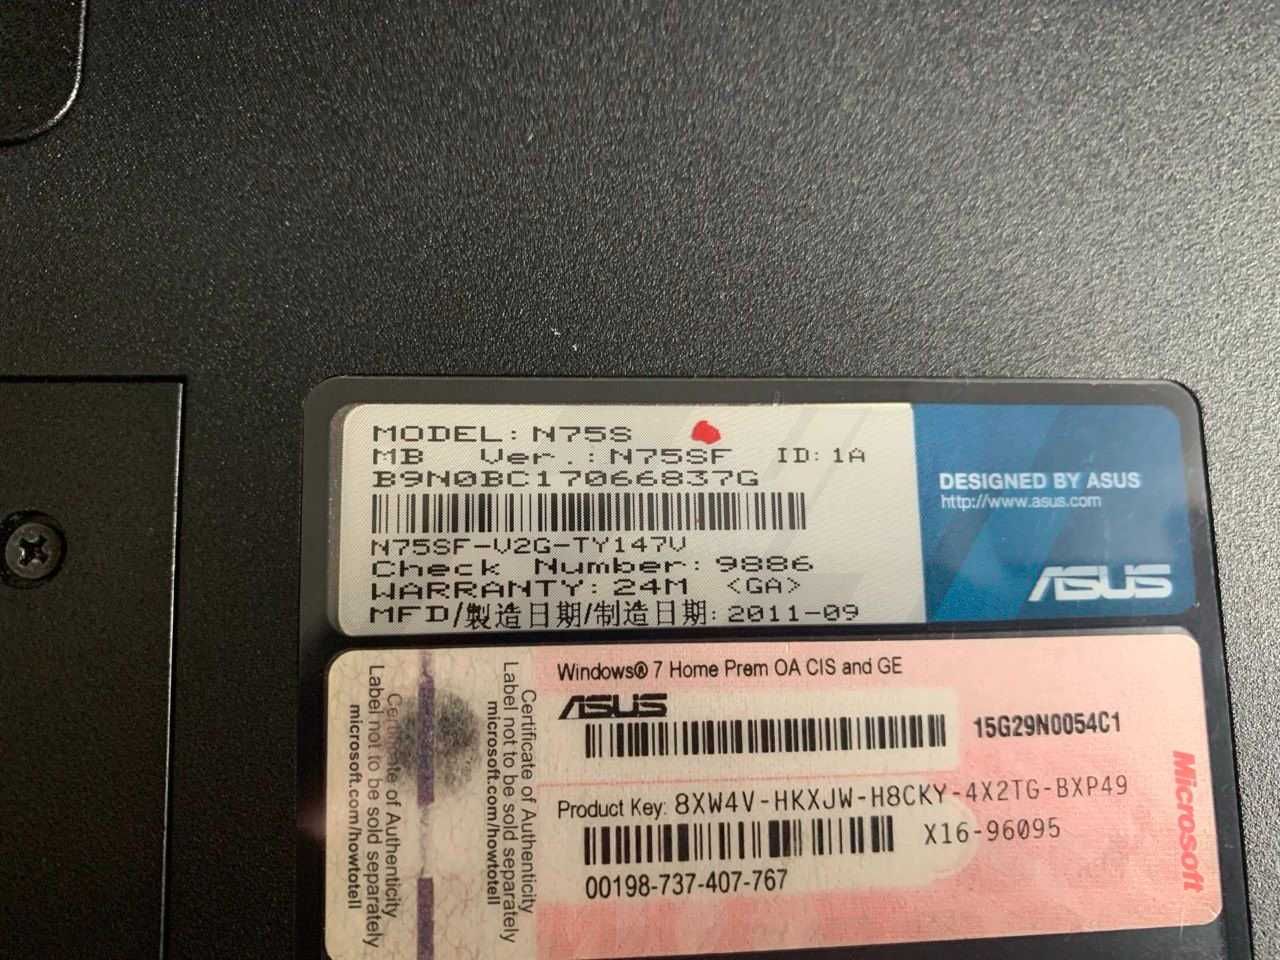 MODEL: N75S
MB Ver.: N75SF ID: 1A
B9N0BC17066837G
N75SF-V2G-TY147V
Check Number: 9886
WARRANTY: 24M <GA>
MFD/製造日期/制造日期: 2011-09
DESIGNED BY ASUS
http://www.asus.com
ASUS
Certificate of Authenticity
Label not to be sold separately
microsoft.com/howtotell
Certificate of Authenticity
Label not to be sold separately
microsoft.com/howtotell
Windows® 7 Home Prem OA CIS and GE
ASUS
15G29N0054C1
Product Key: 8XW4V-HKXJW-H8CKY-4X2TG-BXP49
X16-96095
00198-737-407-767
Microsoft